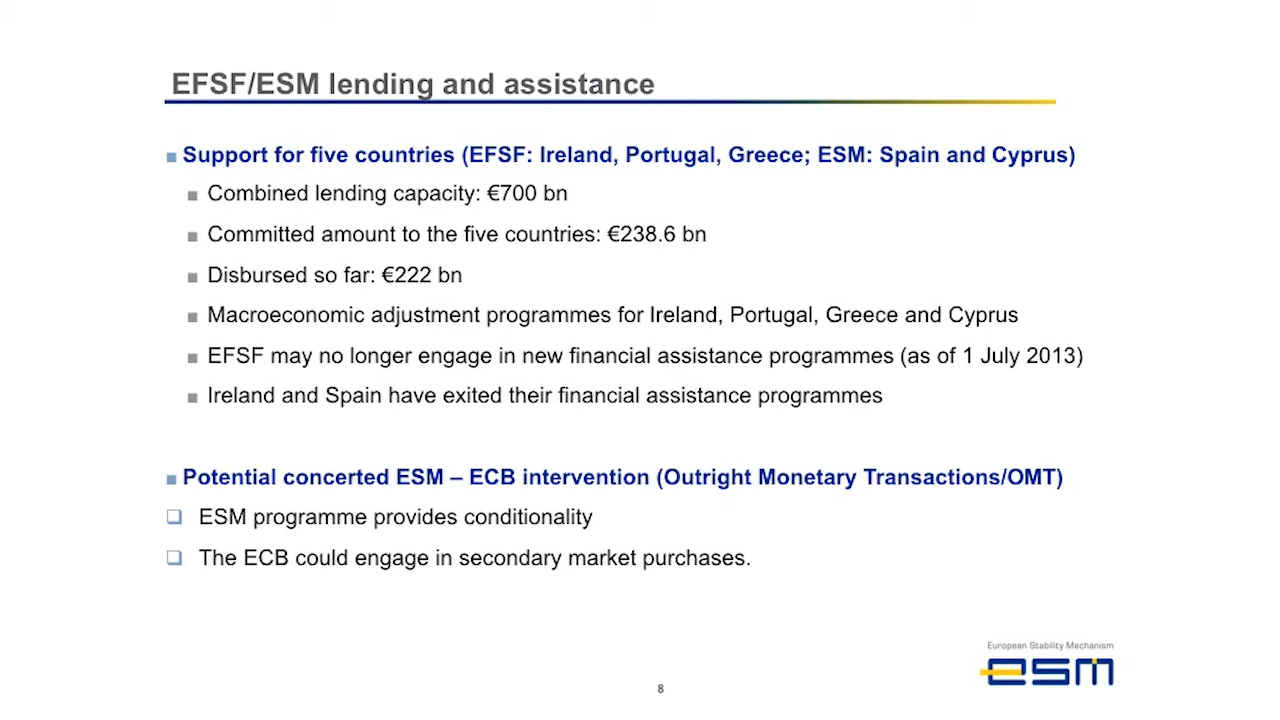 EFSF/ESM lending and assistance
■ Support for five countries (EFSF: Ireland, Portugal, Greece; ESM: Spain and Cyprus)
■ Combined lending capacity: €700 bn
■ Committed amount to the five countries: €238.6 bn
■ Disbursed so far: €222 bn
■ Macroeconomic adjustment programmes for Ireland, Portugal, Greece and Cyprus
■ EFSF may no longer engage in new financial assistance programmes (as of 1 July 2013)
■ Ireland and Spain have exited their financial assistance programmes
■ Potential concerted ESM – ECB intervention (Outright Monetary Transactions/OMT)
❑ ESM programme provides conditionality
❑ The ECB could engage in secondary market purchases.
European Stability Mechanism
esm
8